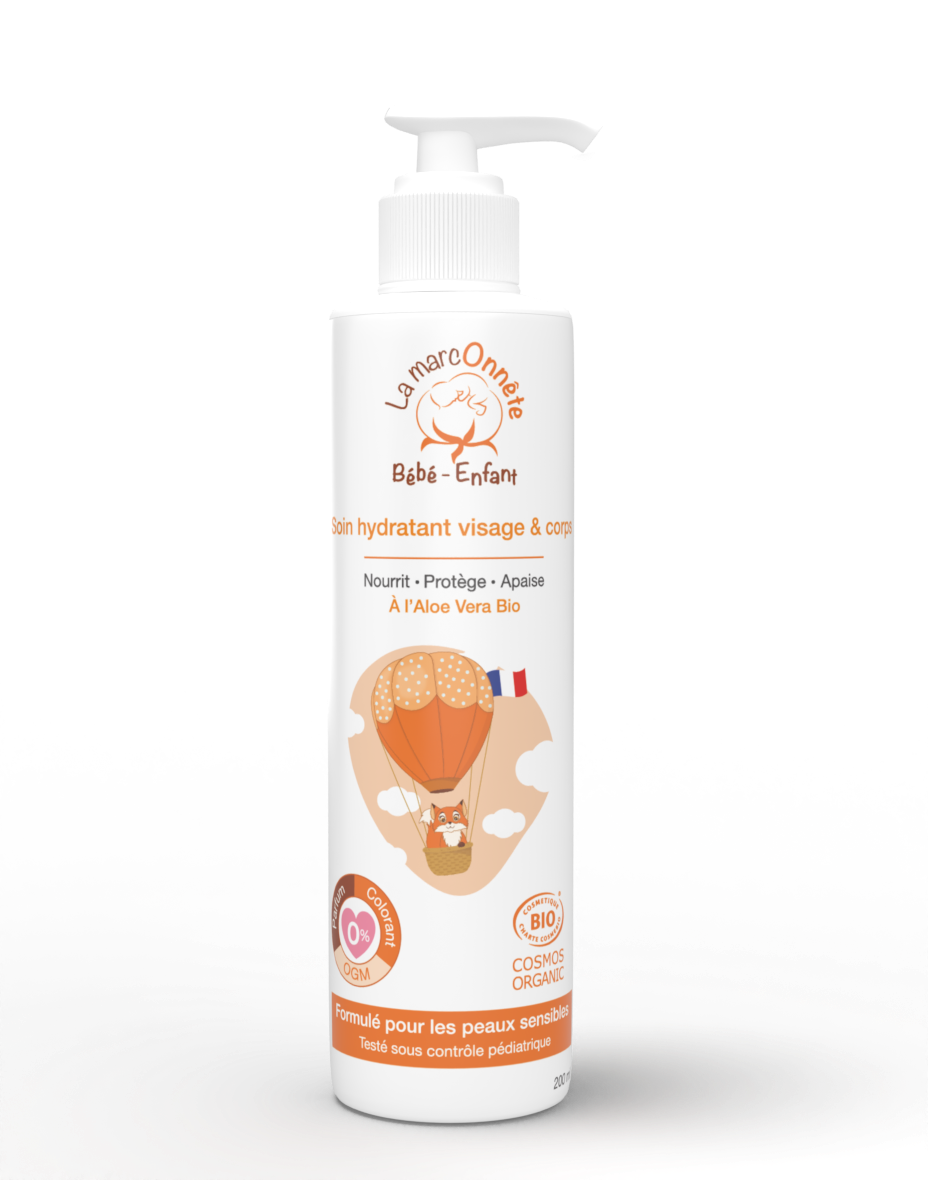 La marcOnnête
Bébé - Enfant
Soin hydratant visage & corps
Nourrit • Protège • Apaise
À l'Aloe Vera Bio
Parfum
Colorant
0%
OGM
COSMETIQUE
BIO
CHARTE COSMEBIO
COSMOS
ORGANIC
Formulé pour les peaux sensibles
Testé sous contrôle pédiatrique
200 m